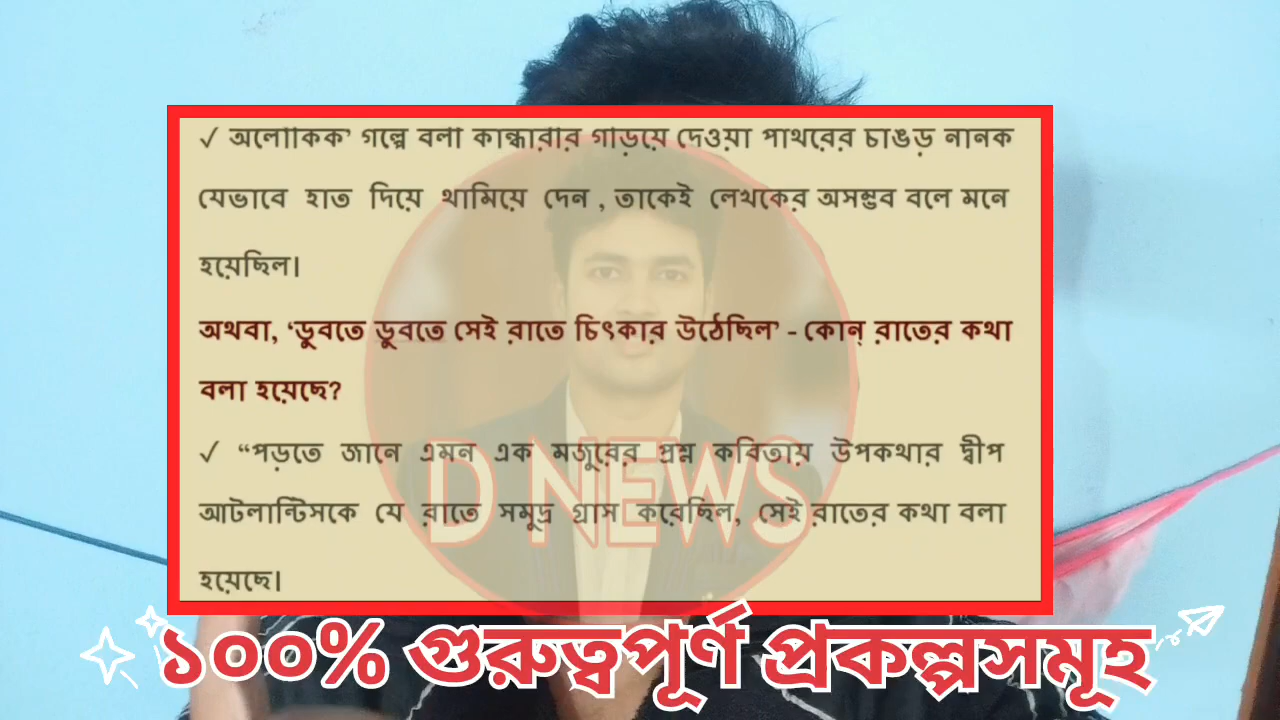 ✓ অলৌকিক’ গল্পে বলী কান্ধারীর গড়িয়ে দেওয়া পাথরের চাঙড় নানক
যেভাবে হাত দিয়ে থামিয়ে দেন , তাকেই লেখকের অসম্ভব বলে মনে
হয়েছিল।
অথবা, ‘ডুবতে ডুবতে সেই রাতে চিৎকার উঠেছিল’ - কোন্ রাতের কথা
বলা হয়েছে?
✓ “পড়তে জানে এমন এক মজুরের প্রশ্ন কবিতায় উপকথার দ্বীপ
আটলান্টিসকে যে রাতে সমুদ্র গ্রাস করেছিল, সেই রাতের কথা বলা
হয়েছে।
D NEWS
১০০% গুরুত্বপূর্ণ প্রকল্পসমূহ